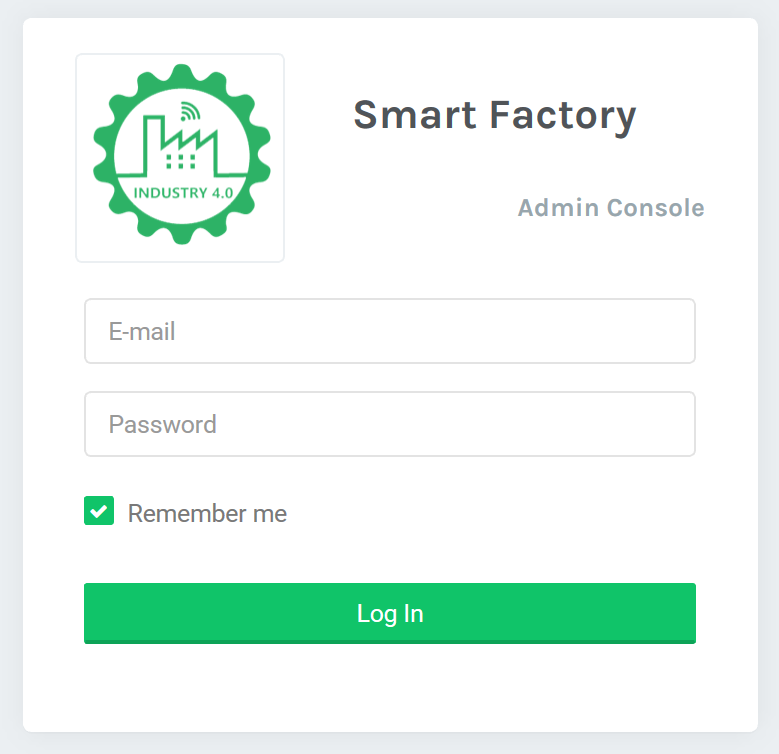 INDUSTRY 4.0
Smart Factory
Admin Console
E-mail
Password
Remember me
Log In